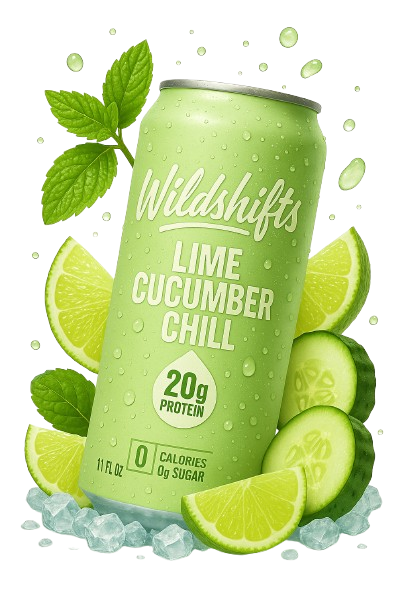 Wildshifts
LIME
CUCUMBER
CHILL
20g
PROTEIN
11 FL OZ
0 CALORIES
0g SUGAR